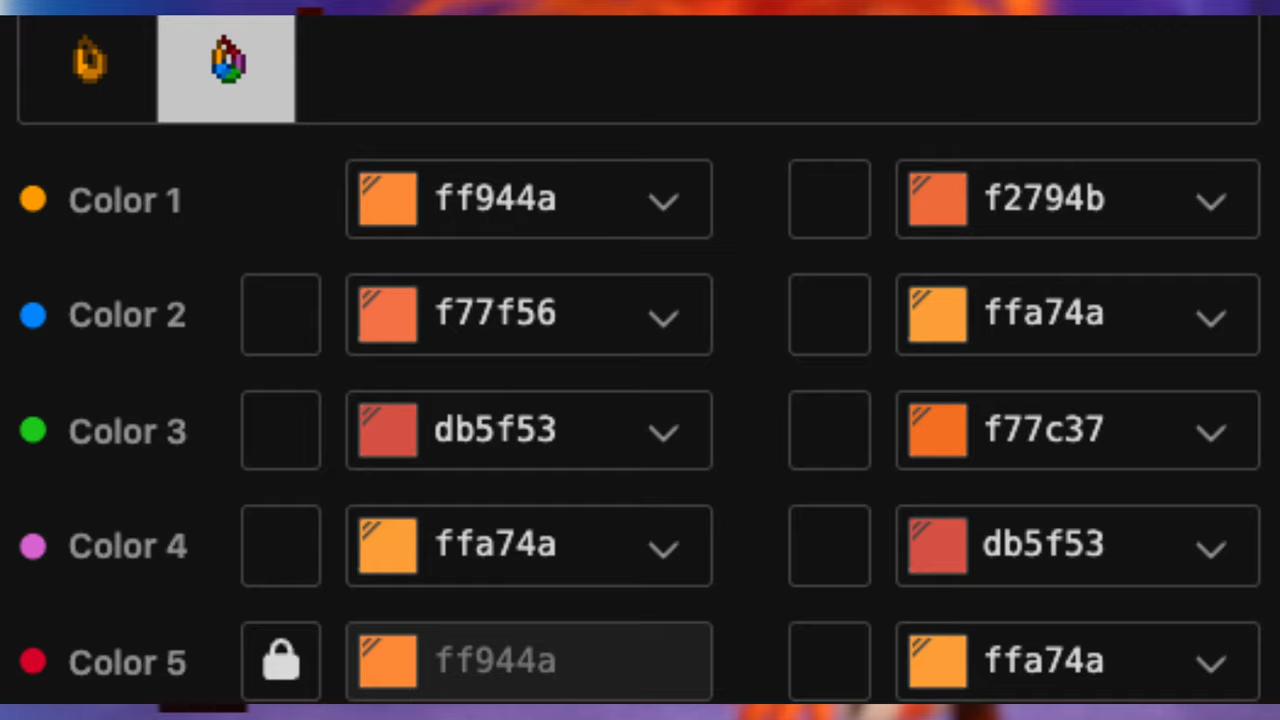 Color 1 ff944a f2794b
Color 2 f77f56 ffa74a
Color 3 db5f53 f77c37
Color 4 ffa74a db5f53
Color 5 ff944a ffa74a